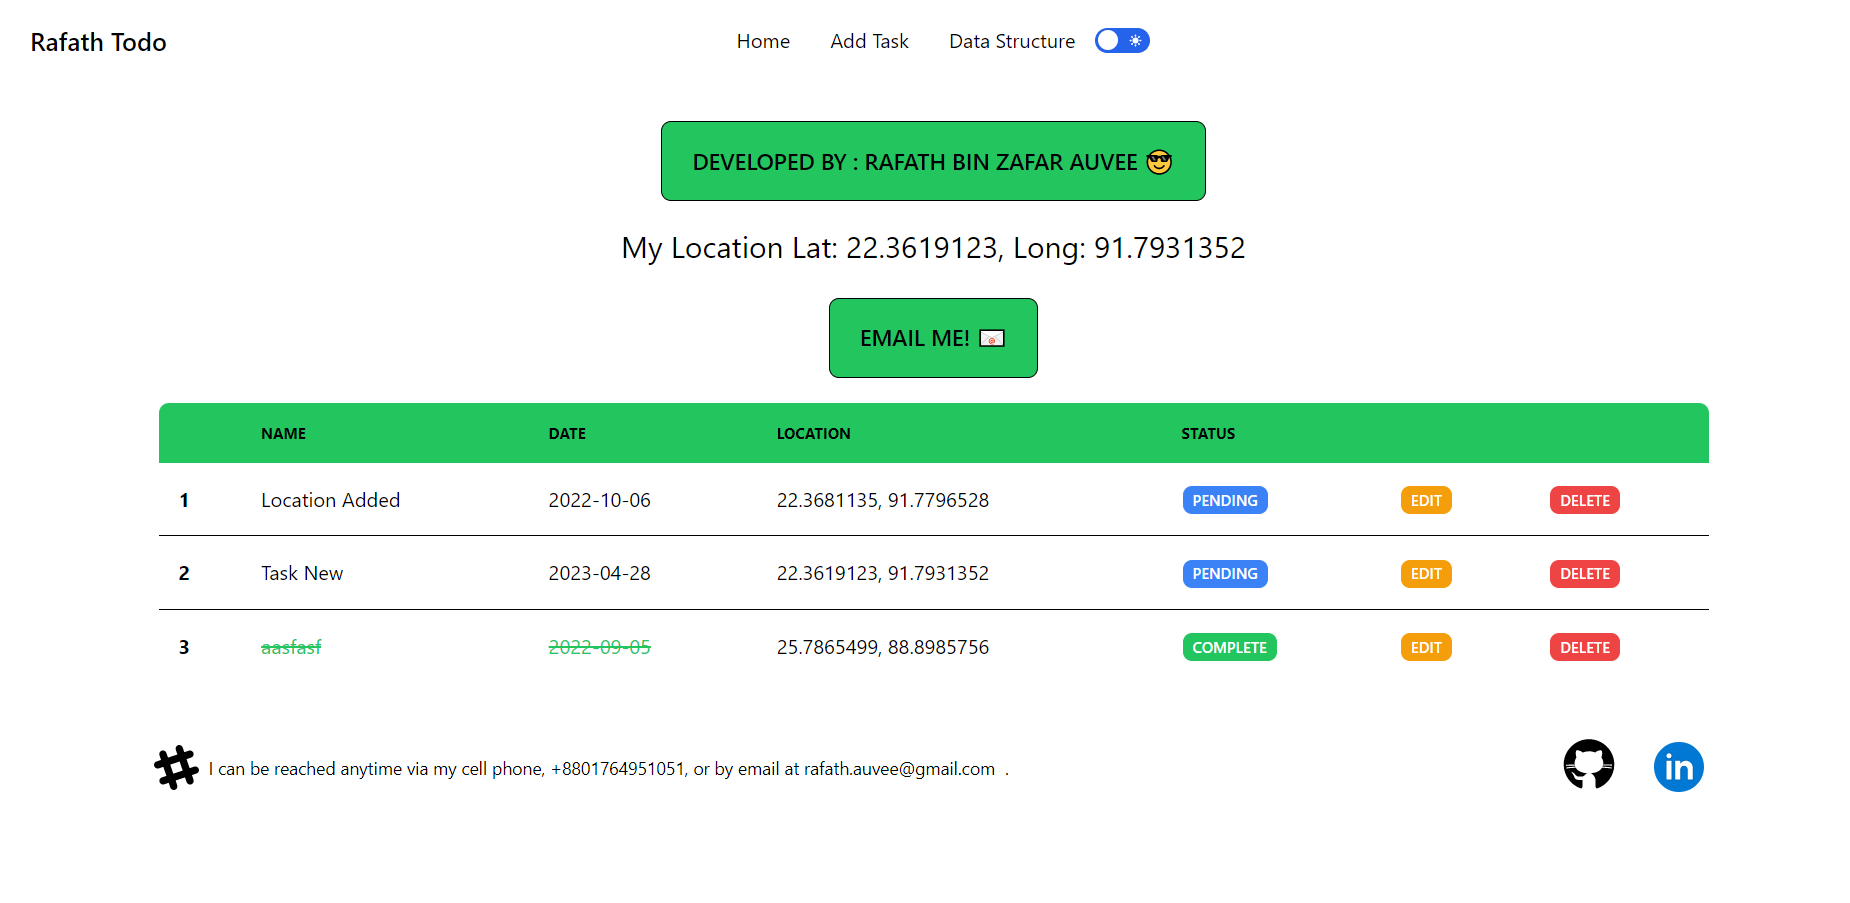 Rafath Todo Home Add Task Data Structure
DEVELOPED BY : RAFATH BIN ZAFAR AUVEE 😎
My Location Lat: 22.3619123, Long: 91.7931352
EMAIL ME! 📧
NAME DATE LOCATION STATUS
1 Location Added 2022-10-06 22.3681135, 91.7796528 PENDING EDIT DELETE
2 Task New 2023-04-28 22.3619123, 91.7931352 PENDING EDIT DELETE
3 aasfasf 2022-09-05 25.7865499, 88.8985756 COMPLETE EDIT DELETE
I can be reached anytime via my cell phone, +8801764951051, or by email at rafath.auvee@gmail.com .
in